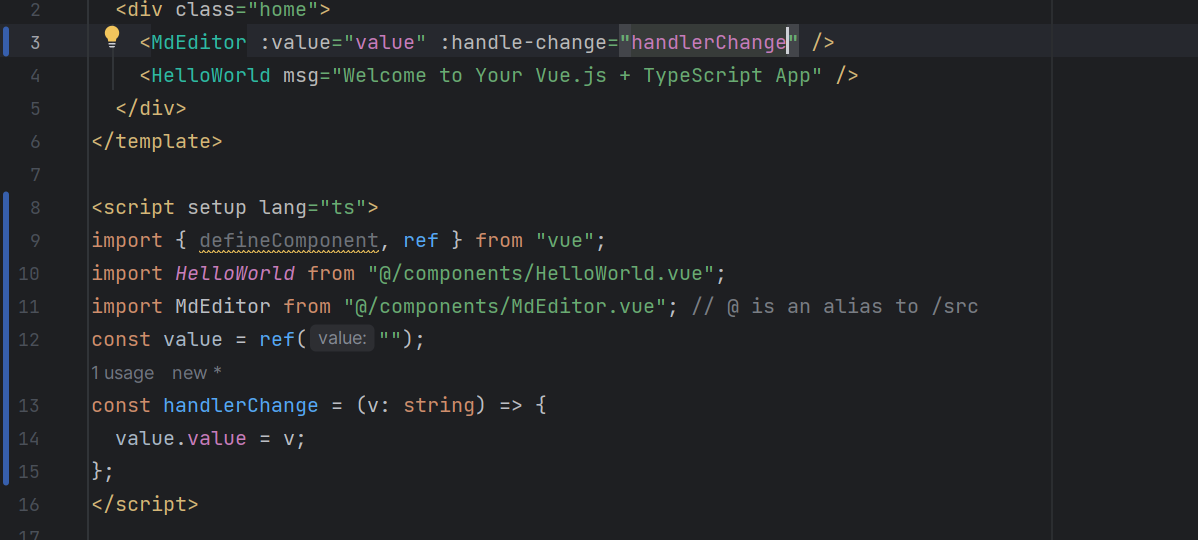 2 <div class="home">
3 <MdEditor :value="value" :handle-change="handlerChange" />
4 <HelloWorld msg="Welcome to Your Vue.js + TypeScript App" />
5 </div>
6 </template>
7
8 <script setup lang="ts">
9 import { defineComponent, ref } from "vue";
10 import HelloWorld from "@/components/HelloWorld.vue";
11 import MdEditor from "@/components/MdEditor.vue"; // @ is an alias to /src
12 const value = ref( value: "");
1 usage new *
13 const handlerChange = (v: string) => {
14 value.value = v;
15 };
16 </script>
17